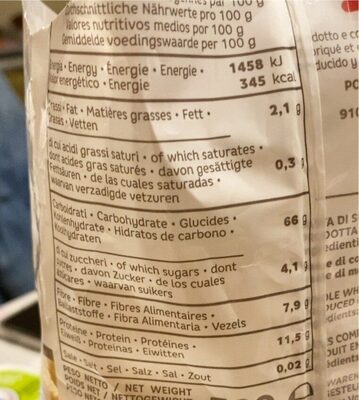 Dichschnittliche Nährwerte pro 100 g
Valores nutritivos medios por 100 g
Gemiddelde voedingswaarde per 100 g
Energy • Énergie • Energie • 1458 kJ
energético • Energie 345 kcal
Fat • Matières grasses • Fett •
Vetten 2,1 g
di cui acidi grassi saturi • of which saturates •
dont acides gras saturés • davon gesättigte
Fettsäuren • de las cuales saturadas • 0,3 g
waarvan verzadigde vetzuren
Carboidrati • Carbohydrate • Glucides •
Kohlenhydrate • Hidratos de carbono • 66 g
Koolhydraten
di cui zuccheri • of which sugars • dont
sucres • davon Zucker • de los cuales 4,1 g
azúcares • waarvan suikers
Fibre • Fibre • Fibres Alimentaires •
Ballaststoffe • Fibra Alimentaria • Vezels 7,9 g
Proteine • Protein • Protéines •
Eiweiß • Proteínas • Eiwitten 11,5 g
Sale • Salt • Sel • Salz • Sal • Zout 0,02 g
PESO NETTO / NET WEIGHT
POIDS NET / NETTOGEWICHT
PESO